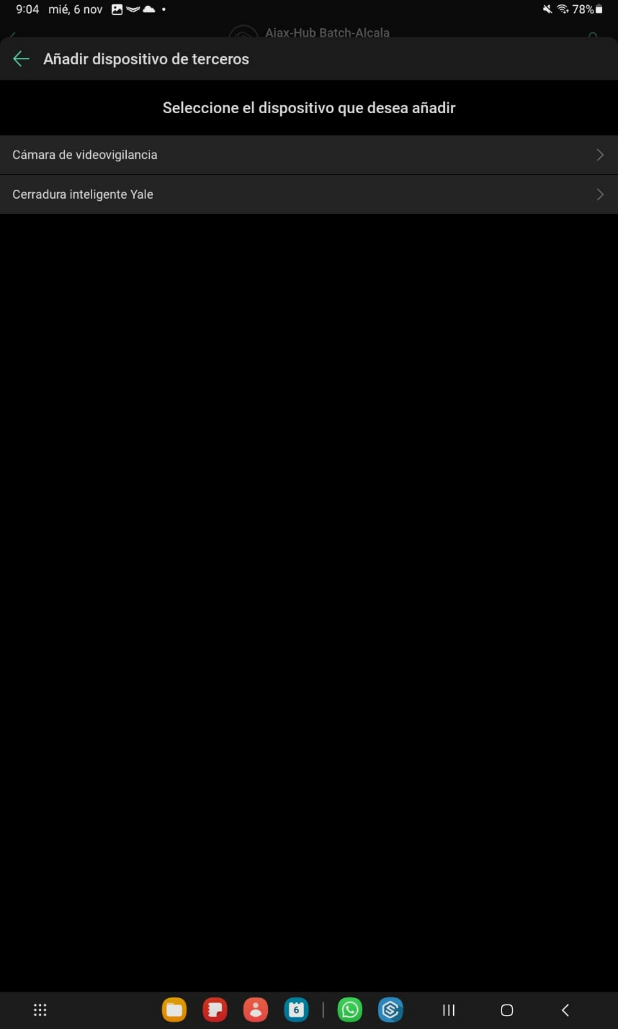 9:04 mié, 6 nov
78%
Ajax-Hub Batch-Alcala
Añadir dispositivo de terceros
Seleccione el dispositivo que desea añadir
Cámara de videovigilancia
Cerradura inteligente Yale
6